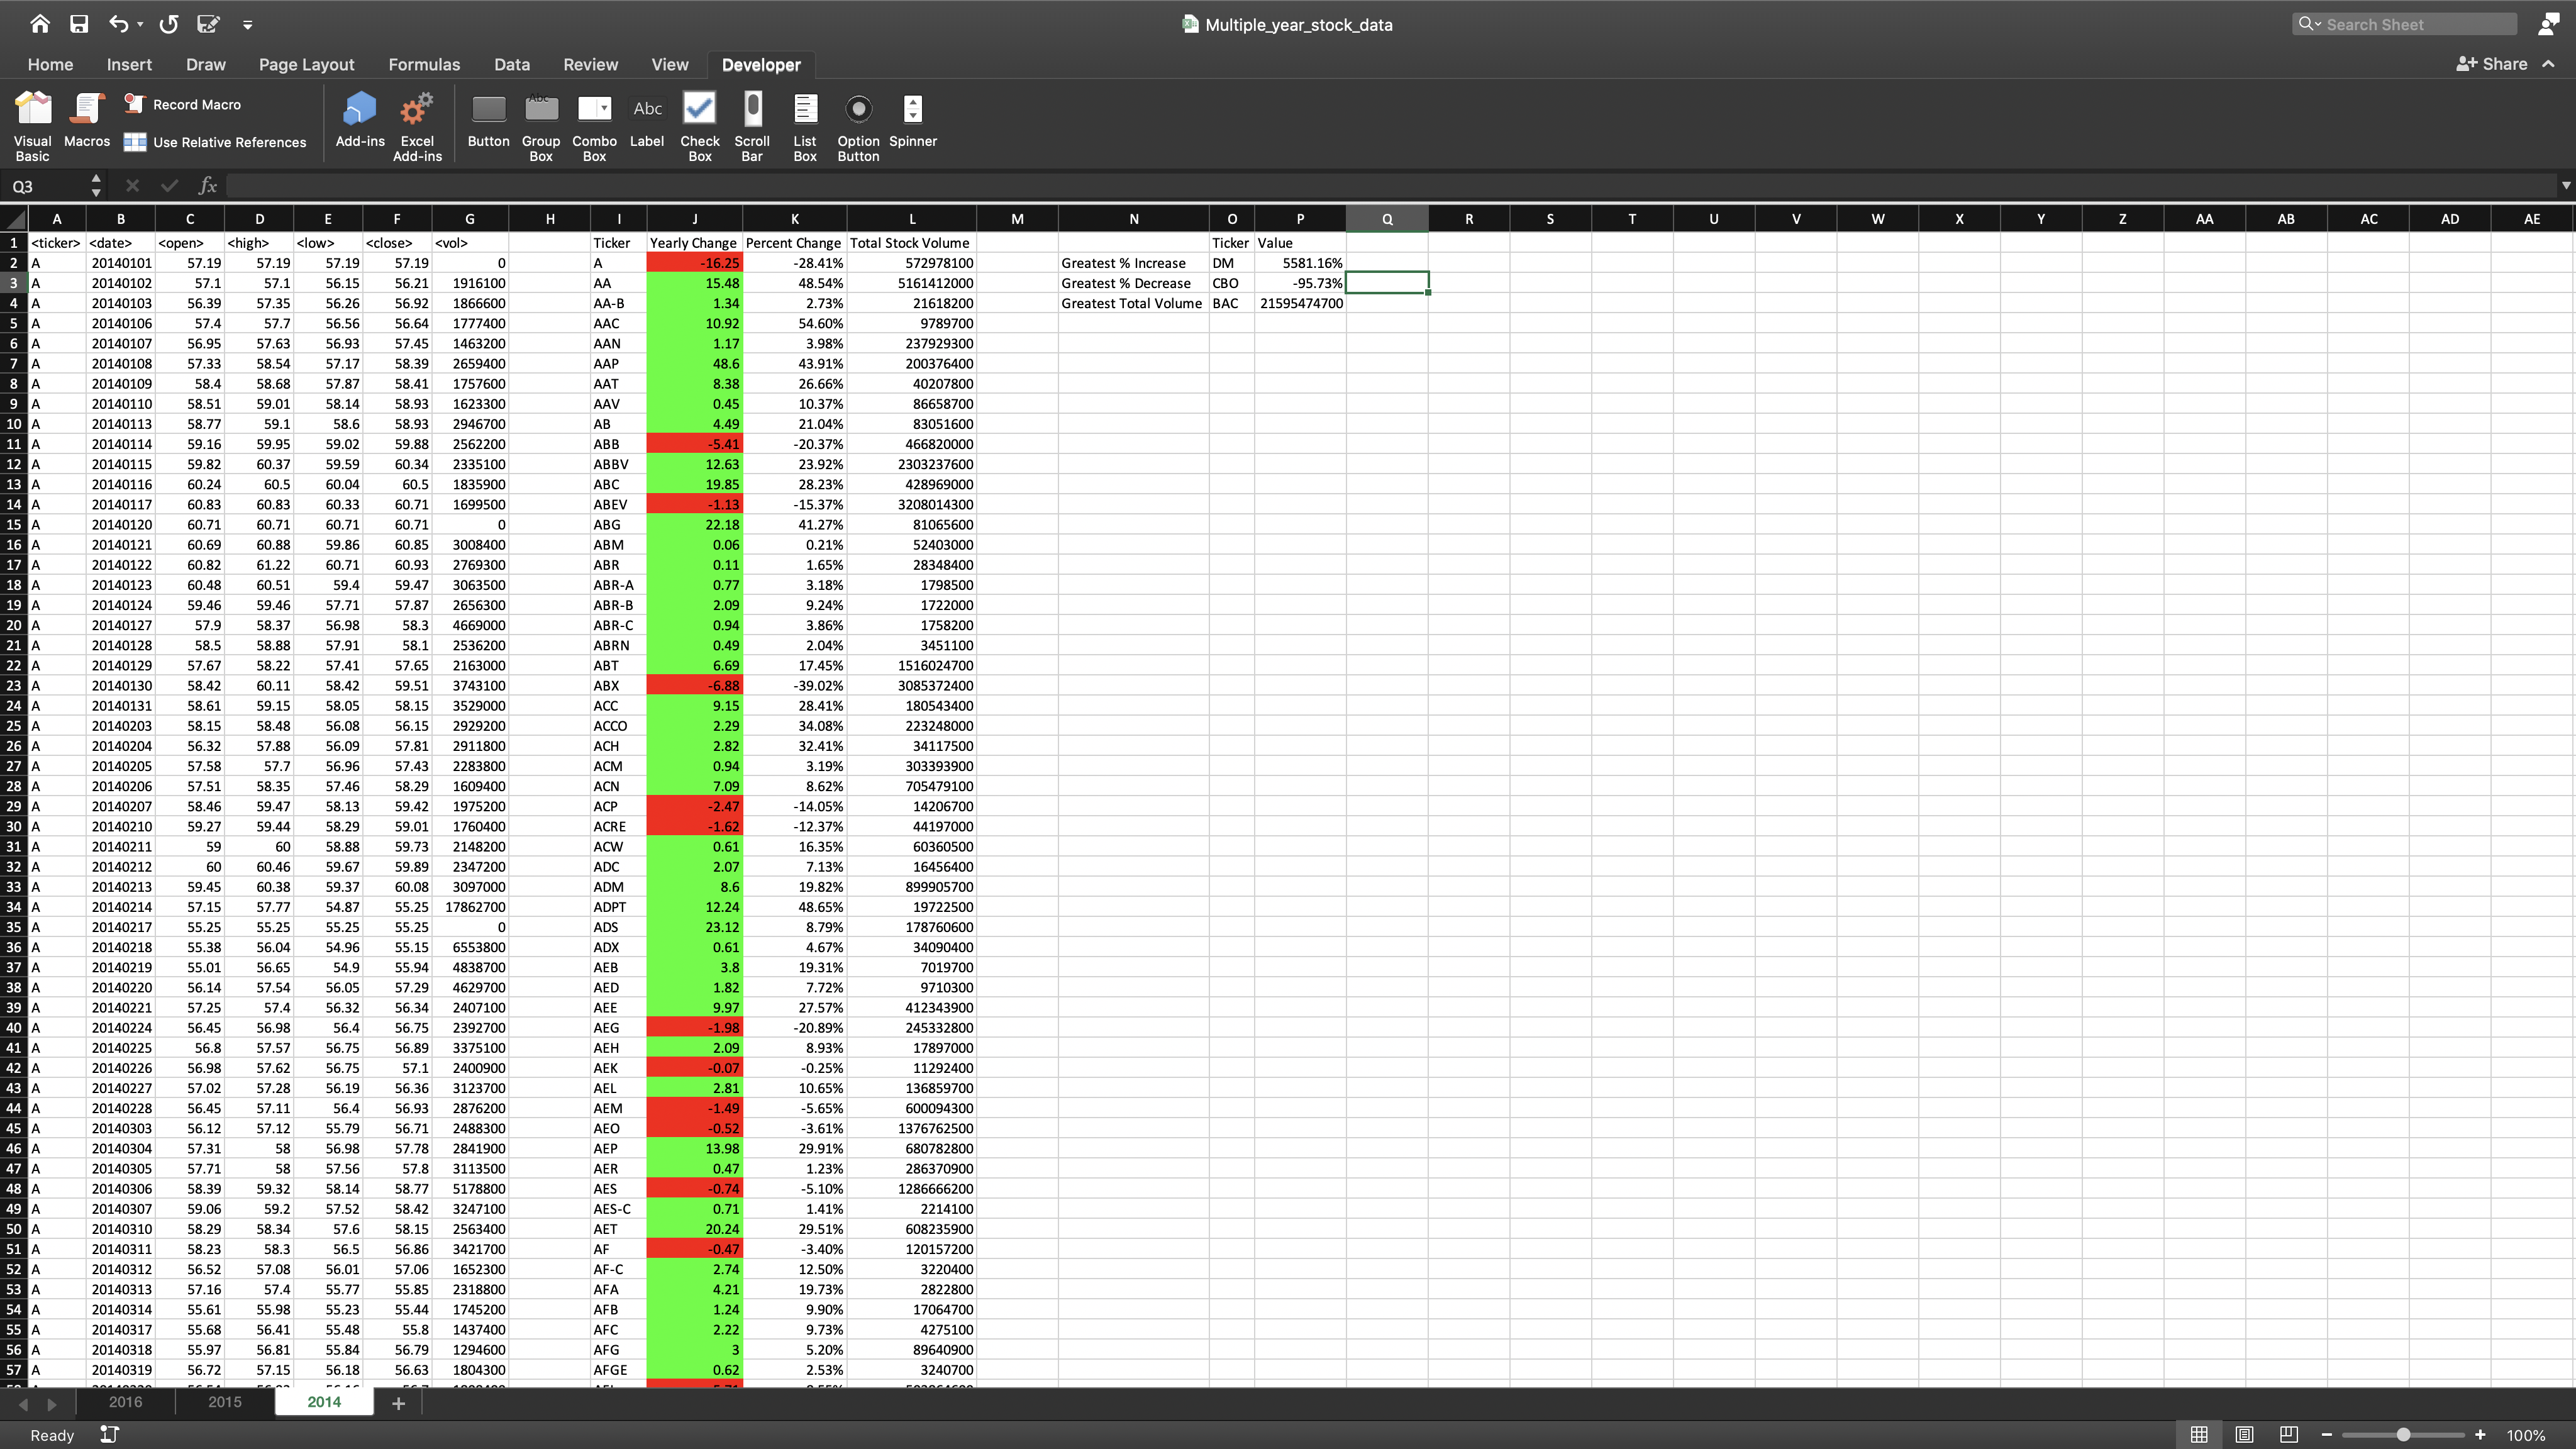 Multiple_year_stock_data
Search Sheet
Home Insert Draw Page Layout Formulas Data Review View Developer
Share
Visual Basic
Macros
Record Macro
Use Relative References
Add-ins
Excel Add-ins
Button
Abc
Group Box
Combo Box
Abc
Label
Check Box
Scroll Bar
List Box
Option Button
Spinner
Q3 fx
A B C D E F G H I J K L M N O P Q R S T U V W X Y Z AA AB AC AD AE
1 <ticker> <date> <open> <high> <low> <close> <vol> Ticker Yearly Change Percent Change Total Stock Volume Ticker Value
2 A 20140101 57.19 57.19 57.19 57.19 0 A -16.25 -28.41% 572978100 Greatest % Increase DM 5581.16%
3 A 20140102 57.1 57.1 56.15 56.21 1916100 AA 15.48 48.54% 5161412000 Greatest % Decrease CBO -95.73%
4 A 20140103 56.39 57.35 56.26 56.92 1866600 AA-B 1.34 2.73% 21618200 Greatest Total Volume BAC 21595474700
5 A 20140106 57.4 57.7 56.56 56.64 1777400 AAC 10.92 54.60% 9789700
6 A 20140107 56.95 57.63 56.93 57.45 1463200 AAN 1.17 3.98% 237929300
7 A 20140108 57.33 58.54 57.17 58.39 2659400 AAP 48.6 43.91% 200376400
8 A 20140109 58.4 58.68 57.87 58.41 1757600 AAT 8.38 26.66% 40207800
9 A 20140110 58.51 59.01 58.14 58.93 1623300 AAV 0.45 10.37% 86658700
10 A 20140113 58.77 59.1 58.6 58.93 2946700 AB 4.49 21.04% 83051600
11 A 20140114 59.16 59.95 59.02 59.88 2562200 ABB -5.41 -20.37% 466820000
12 A 20140115 59.82 60.37 59.59 60.34 2335100 ABBV 12.63 23.92% 2303237600
13 A 20140116 60.24 60.5 60.04 60.5 1835900 ABC 19.85 28.23% 428969000
14 A 20140117 60.83 60.83 60.33 60.71 1699500 ABEV -1.13 -15.37% 3208014300
15 A 20140120 60.71 60.71 60.71 60.71 0 ABG 22.18 41.27% 81065600
16 A 20140121 60.69 60.88 59.86 60.85 3008400 ABM 0.06 0.21% 52403000
17 A 20140122 60.82 61.22 60.71 60.93 2769300 ABR 0.11 1.65% 28348400
18 A 20140123 60.48 60.51 59.4 59.47 3063500 ABR-A 0.77 3.18% 1798500
19 A 20140124 59.46 59.46 57.71 57.87 2656300 ABR-B 2.09 9.24% 1722000
20 A 20140127 57.9 58.37 56.98 58.3 4669000 ABR-C 0.94 3.86% 1758200
21 A 20140128 58.5 58.88 57.91 58.1 2536200 ABRN 0.49 2.04% 3451100
22 A 20140129 57.67 58.22 57.41 57.65 2163000 ABT 6.69 17.45% 1516024700
23 A 20140130 58.42 60.11 58.42 59.51 3743100 ABX -6.88 -39.02% 3085372400
24 A 20140131 58.61 59.15 58.05 58.15 3529000 ACC 9.15 28.41% 180543400
25 A 20140203 58.15 58.48 56.08 56.15 2929200 ACCO 2.29 34.08% 223248000
26 A 20140204 56.32 57.88 56.09 57.81 2911800 ACH 2.82 32.41% 34117500
27 A 20140205 57.58 57.7 56.96 57.43 2283800 ACM 0.94 3.19% 303393900
28 A 20140206 57.51 58.35 57.46 58.29 1609400 ACN 7.09 8.62% 705479100
29 A 20140207 58.46 59.47 58.13 59.42 1975200 ACP -2.47 -14.05% 14206700
30 A 20140210 59.27 59.44 58.29 59.01 1760400 ACRE -1.62 -12.37% 44197000
31 A 20140211 59 60 58.88 59.73 2148200 ACW 0.61 16.35% 60360500
32 A 20140212 60 60.46 59.67 59.89 2347200 ADC 2.07 7.13% 16456400
33 A 20140213 59.45 60.38 59.37 60.08 3097000 ADM 8.6 19.82% 899905700
34 A 20140214 57.15 57.77 54.87 55.25 17862700 ADPT 12.24 48.65% 19722500
35 A 20140217 55.25 55.25 55.25 55.25 0 ADS 23.12 8.79% 178760600
36 A 20140218 55.38 56.04 54.96 55.15 6553800 ADX 0.61 4.67% 34090400
37 A 20140219 55.01 56.65 54.9 55.94 4838700 AEB 3.8 19.31% 7019700
38 A 20140220 56.14 57.54 56.05 57.29 4629700 AED 1.82 7.72% 9710300
39 A 20140221 57.25 57.4 56.32 56.34 2407100 AEE 9.97 27.57% 412343900
40 A 20140224 56.45 56.98 56.4 56.75 2392700 AEG -1.98 -20.89% 245332800
41 A 20140225 56.8 57.57 56.75 56.89 3375100 AEH 2.09 8.93% 17897000
42 A 20140226 56.98 57.62 56.75 57.1 2400900 AEK -0.07 -0.25% 11292400
43 A 20140227 57.02 57.28 56.19 56.36 3123700 AEL 2.81 10.65% 136859700
44 A 20140228 56.45 57.11 56.4 56.93 2876200 AEM -1.49 -5.65% 600094300
45 A 20140303 56.12 57.12 55.79 56.71 2488300 AEO -0.52 -3.61% 1376762500
46 A 20140304 57.31 58 56.98 57.78 2841900 AEP 13.98 29.91% 680782800
47 A 20140305 57.71 58 57.56 57.8 3113500 AER 0.47 1.23% 286370900
48 A 20140306 58.39 59.32 58.14 58.77 5178800 AES -0.74 -5.10% 1286666200
49 A 20140307 59.06 59.2 57.52 58.42 3247100 AES-C 0.71 1.41% 2214100
50 A 20140310 58.29 58.34 57.6 58.15 2563400 AET 20.24 29.51% 608235900
51 A 20140311 58.23 58.3 56.5 56.86 3421700 AF -0.47 -3.40% 120157200
52 A 20140312 56.52 57.08 56.01 57.06 1652300 AF-C 2.74 12.50% 3220400
53 A 20140313 57.16 57.4 55.77 55.85 2318800 AFA 4.21 19.73% 2822800
54 A 20140314 55.61 55.98 55.23 55.44 1745200 AFB 1.24 9.90% 17064700
55 A 20140317 55.68 56.41 55.48 55.8 1437400 AFC 2.22 9.73% 4275100
56 A 20140318 55.97 56.81 55.84 56.79 1294600 AFG 3 5.20% 89640900
57 A 20140319 56.72 57.15 56.18 56.63 1804300 AFGE 0.62 2.53% 3240700
2016 2015 2014 +
Ready 100%